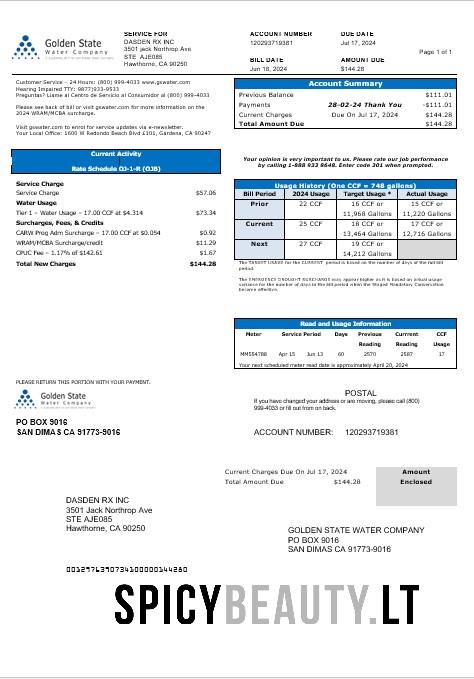 Golden State
Water Company
SERVICE FOR
DASDEN RX INC
3501 jack Northrop Ave
STE AJE085
Hawthorne, CA 90250
ACCOUNT NUMBER
120293719381
BILL DATE
Jun 18, 2024
DUE DATE
Jul 17, 2024
AMOUNT DUE
$144.28
Page 1 of 1
Customer Service – 24 Hours: (800) 999-4033 www.gswater.com
Hearing Impaired TTY: 9877)933-9533
Preguntas? Llame al Centro de Servicio al Consumidor al (800) 999-4033
Please see back of bill or visit gswater.com for more information on the
2024 WRAM/MCBA surcharge.
Visit gswater.com to enrol for service updates via e-newsletter.
Your Local Office: 1600 W Redondo Beach Blvd £101, Gardena, CA 90247
Account Summary
Previous Balance $111.01
Payments 28-02-24 Thank You -$111.01
Current Charges Due On Jul 17, 2024 $144.28
Total Amount Due $144.28
Current Activity
Rate Schedule OJ-1-R (OJB)
Service Charge
Service Charge $57.06
Water Usage
Tier 1 – Water Usage – 17.00 CCF at $4.314 $73.34
Surcharges, Fees, & Credits
CARW Proq Adm Surcharge – 17.00 CCF at $0.054 $0.92
WRAM/MCBA Surcharge/credit $11.29
CPUC Fee – 1.17% of $142.61 $1.67
Total New Charges $144.28
Your opinion is very important to us. Please rate our job performance
by calling 1-888 933 8648. Enter code 301 when prompted.
Usage History (One CCF = 748 gallons)
Bill Period 2024 Usage Target Usage * Actual Usage
Prior 22 CCF 16 CCF or 15 CCF or
11,968 Gallons 11,220 Gallons
Current 25 CCF 18 CCF or 17 CCF or
13,464 Gallons 12,716 Gallons
Next 27 CCF 19 CCF or
14,212 Gallons
The TARGET USAGE for the CURRENT period is based on the number of days of the full bill
period.
The EMERGENCY DROUGHT SURCHARGE may appear higher as it is based on actual usage
variance for the number of days in the bill period when the Staged Mandatory Conservation
became effective.
Read and Usage Information
Meter Service Period Days Previous Current CCF
Reading Reading Usage
MM554788 Apr 15 Jun 13 60 2570 2587 17
Your next scheduled meter read date is approximately April 20, 2024
PLEASE RETURN THIS PORTION WITH YOUR PAYMENT.
Golden State
Water Company
PO BOX 9016
SAN DIMAS CA 91773-9016
POSTAL
If you have changed your address or are moving, please call (800)
999-4033 or fill out from on back.
ACCOUNT NUMBER: 120293719381
Current Charges Due On Jul 17, 2024
Total Amount Due $144.28
Amount
Enclosed
DASDEN RX INC
3501 Jack Northrop Ave
STE AJE085
Hawthorne, CA 90250
GOLDEN STATE WATER COMPANY
PO BOX 9016
SAN DIMAS CA 91773-9016
SPICYBEAUTY.LT